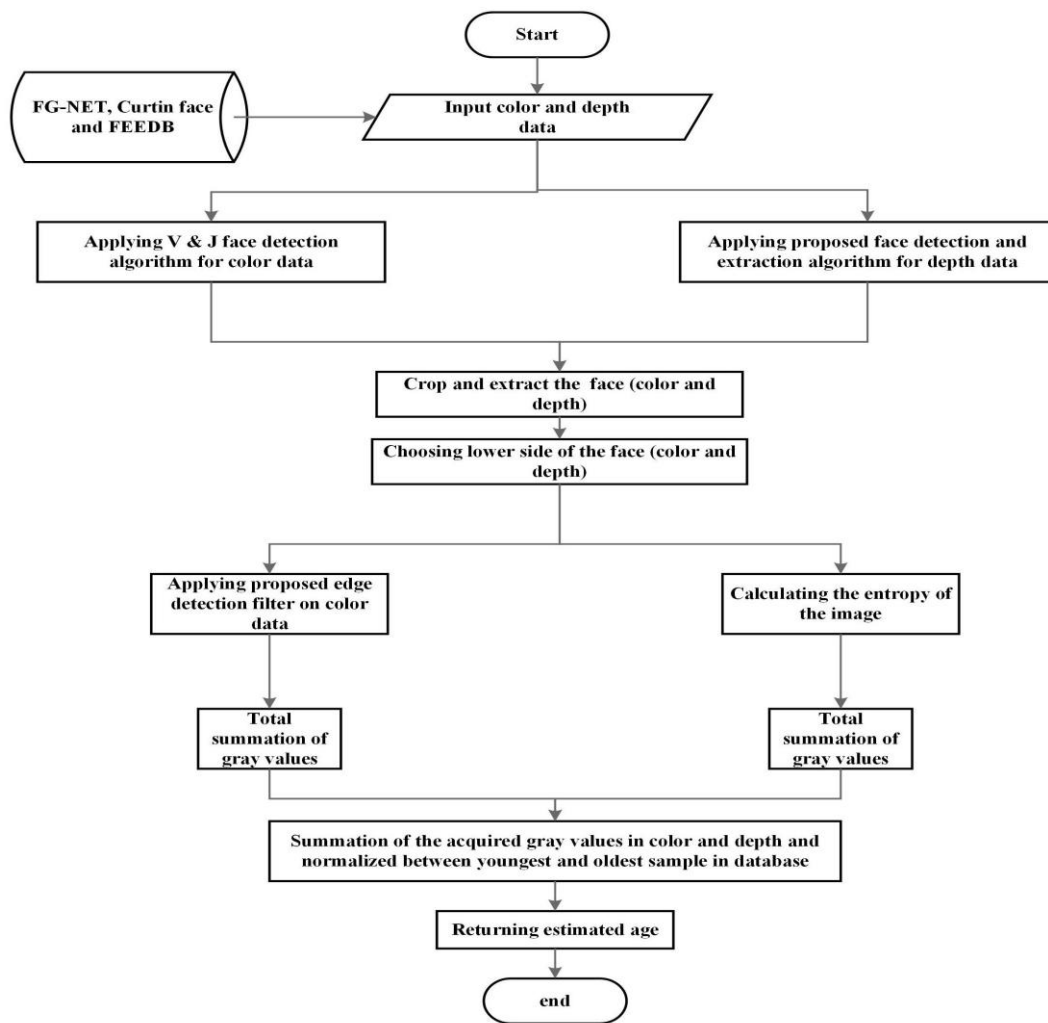 Start
FG-NET, Curtin face
and FEEDB
Input color and depth
data
Applying V & J face detection
algorithm for color data
Applying proposed face detection and
extraction algorithm for depth data
Crop and extract the face (color and
depth)
Choosing lower side of the face (color and
depth)
Applying proposed edge
detection filter on color
data
Calculating the entropy of
the image
Total
summation of
gray values
Total
summation of
gray values
Summation of the acquired gray values in color and depth and
normalized between youngest and oldest sample in database
Returning estimated age
end